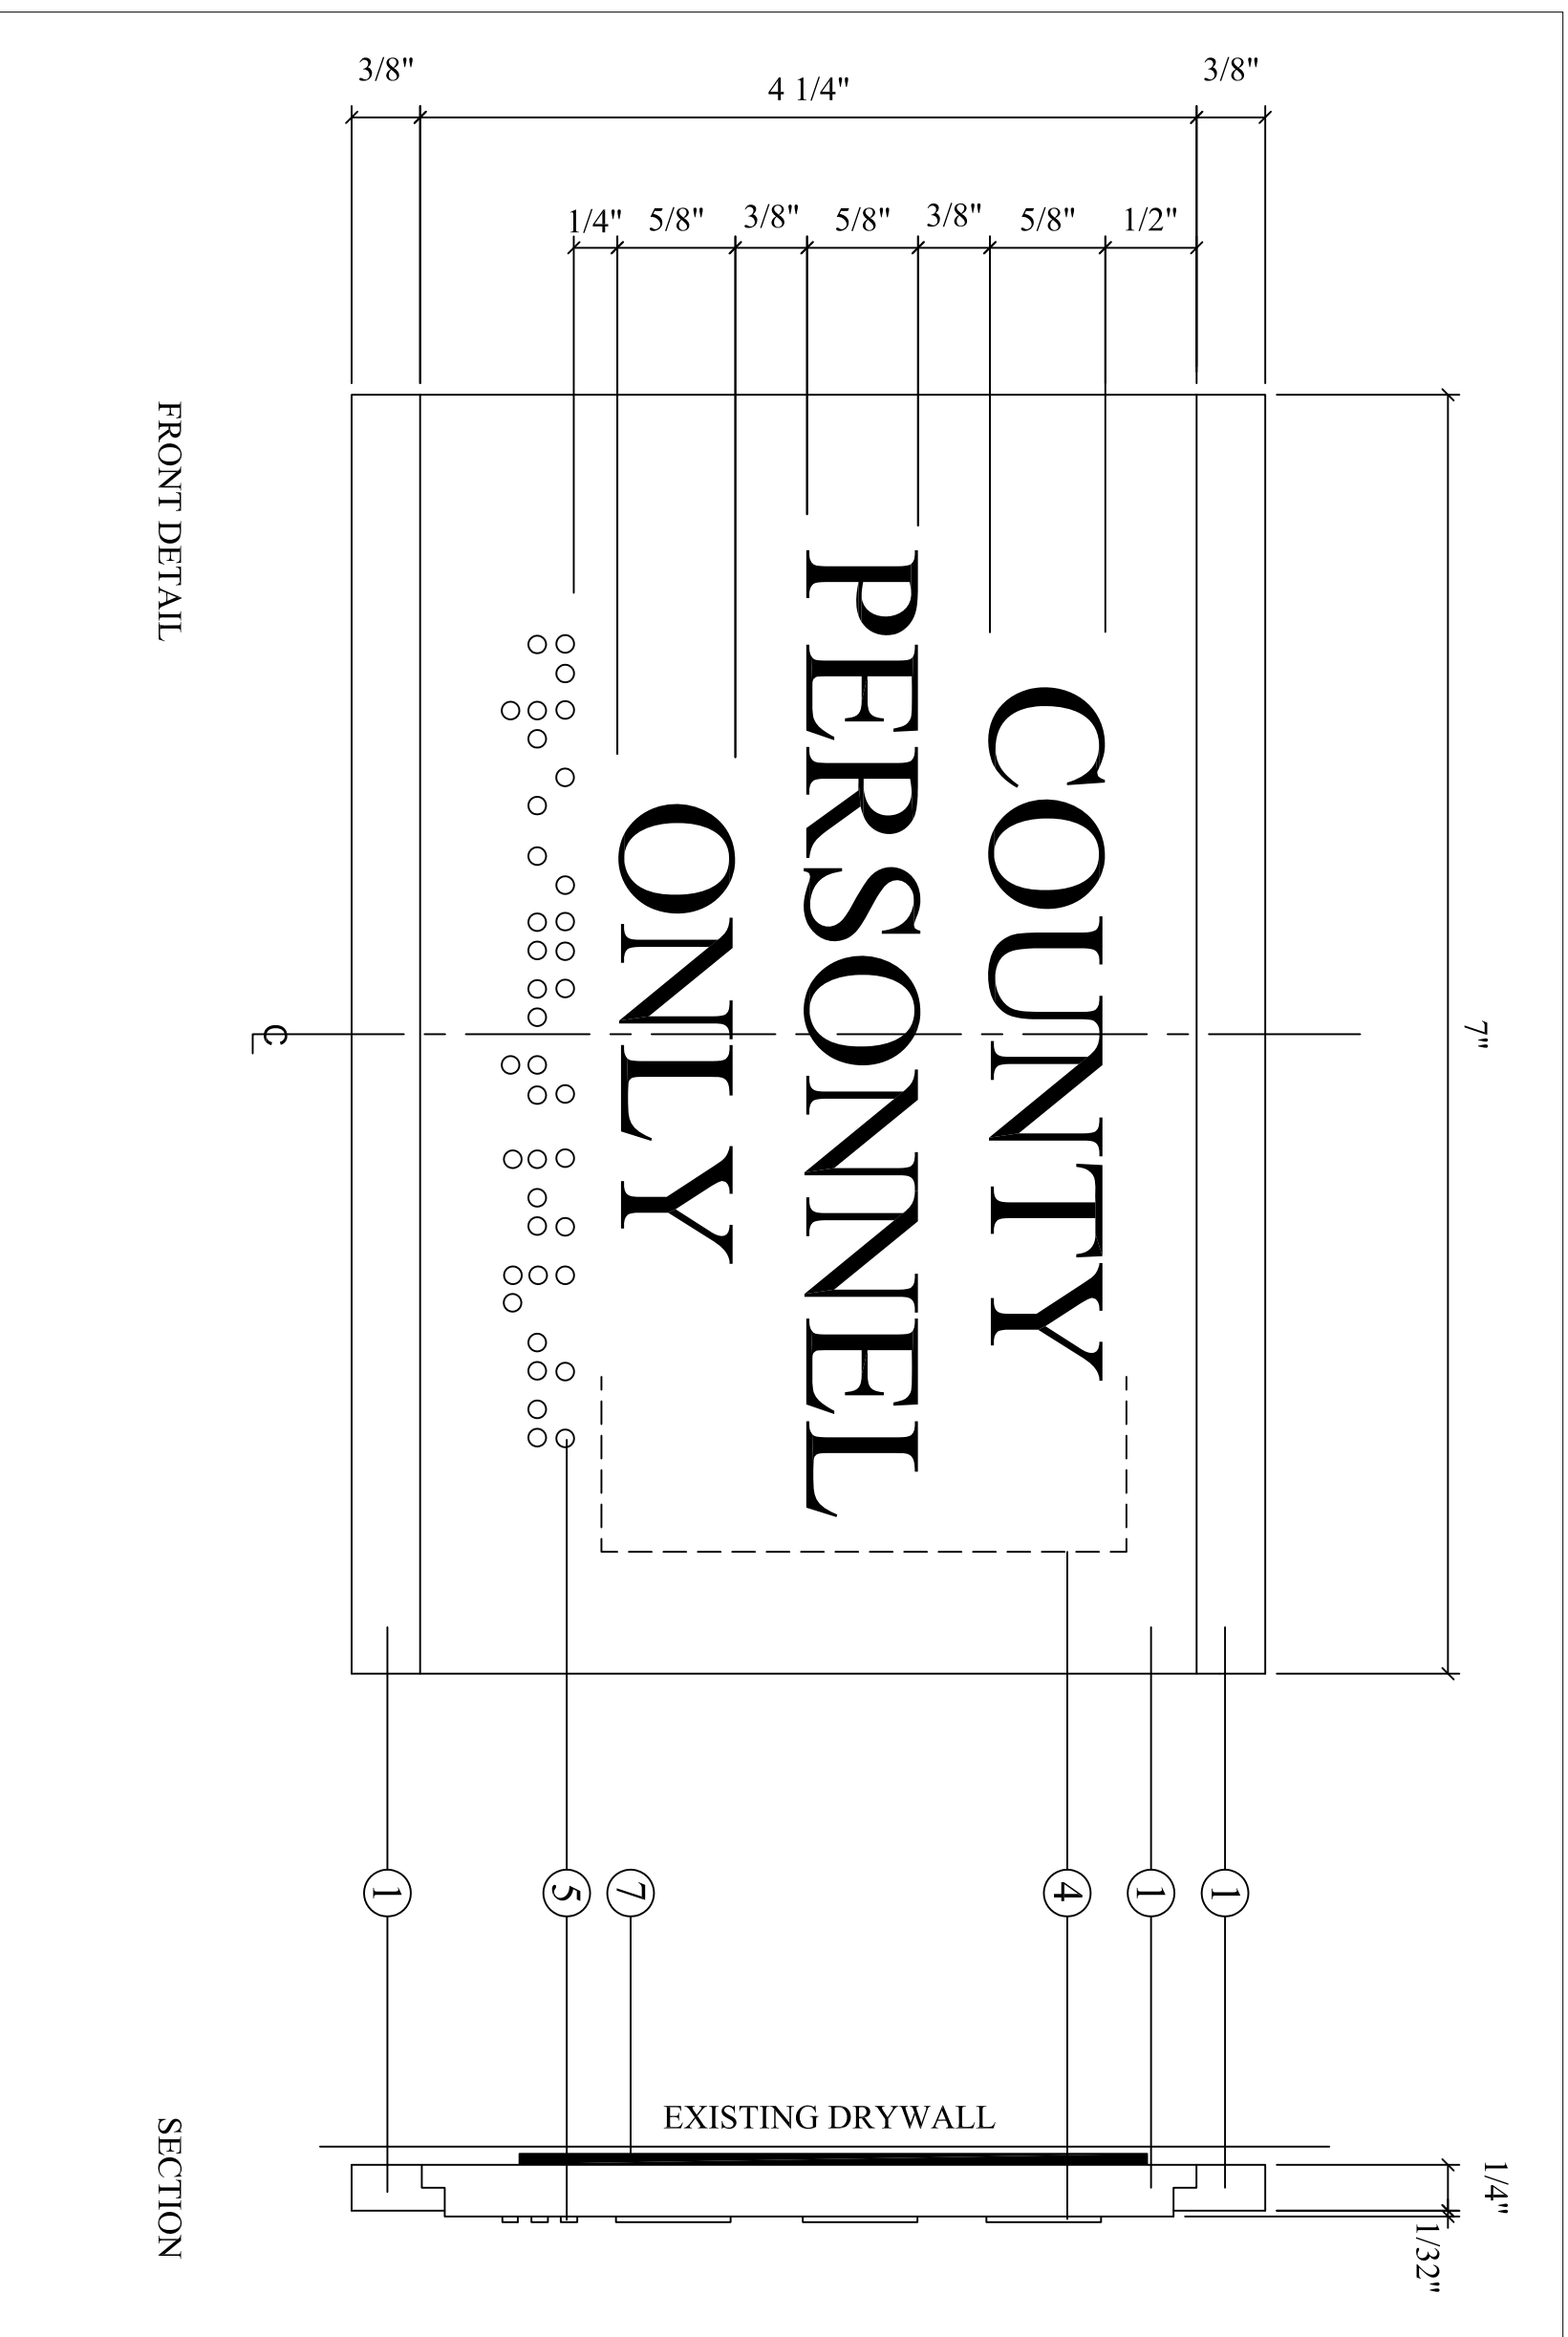 3/8"
4 1/4"
3/8"
1/4"
5/8"
3/8"
5/8"
3/8"
5/8"
1/2"
7"
COUNTY
PERSONNEL
ONLY
C
FRONT DETAIL
1
5
7
4
1
1
EXISTING DRYWALL
1/4"
1/32"
SECTION